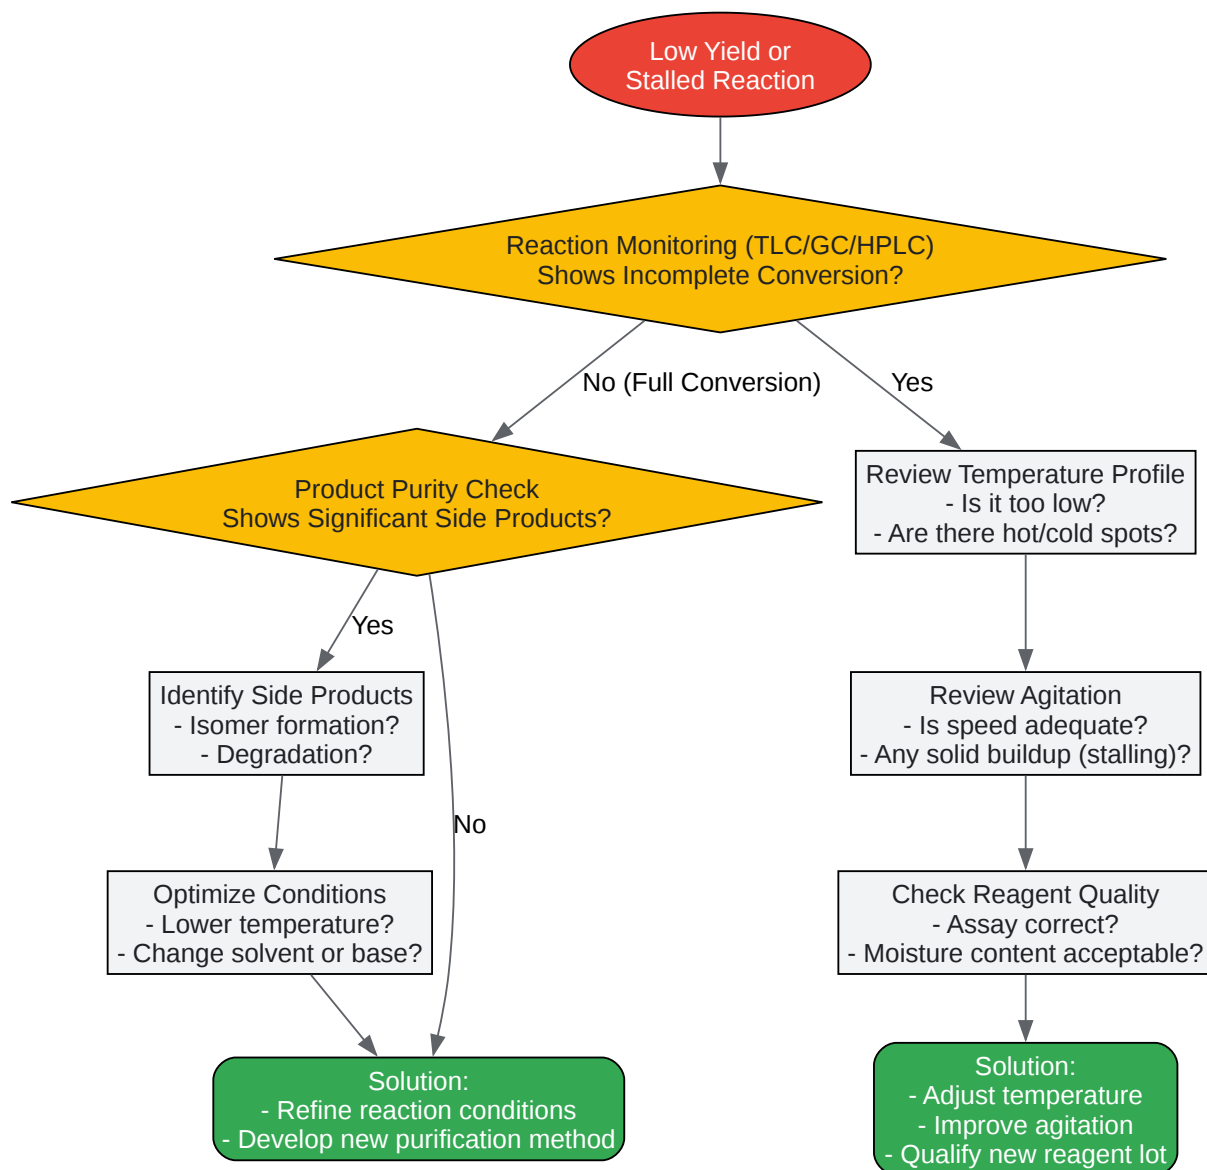 Low Yield or
Stalled Reaction
Reaction Monitoring (TLC/GC/HPLC)
Shows Incomplete Conversion?
No (Full Conversion)
Yes
Product Purity Check
Shows Significant Side Products?
Review Temperature Profile
- Is it too low?
- Are there hot/cold spots?
Yes
Identify Side Products
- Isomer formation?
- Degradation?
Review Agitation
- Is speed adequate?
- Any solid buildup (stalling)?
No
Optimize Conditions
- Lower temperature?
- Change solvent or base?
Check Reagent Quality
- Assay correct?
- Moisture content acceptable?
Solution:
- Refine reaction conditions
- Develop new purification method
Solution:
- Adjust temperature
- Improve agitation
- Qualify new reagent lot